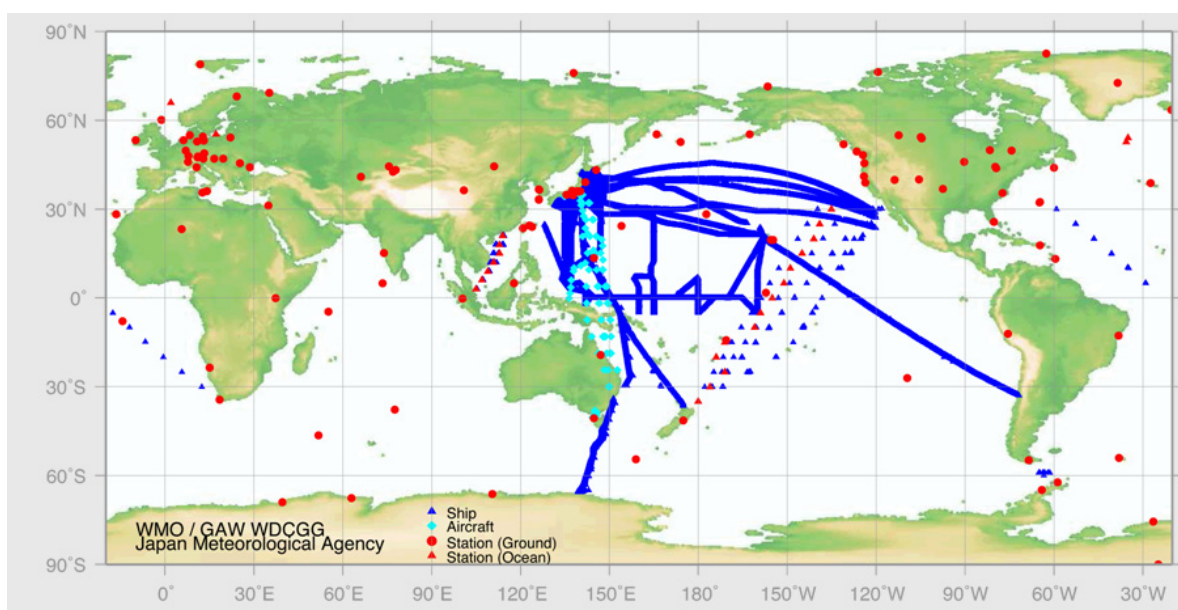 90˚N
60˚N
30˚N
0˚
30˚S
60˚S
90˚S
WMO / GAW WDCGG
Japan Meteorological Agency
Ship
Aircraft
Station (Ground)
Station (Ocean)
0˚ 30˚E 60˚E 90˚E 120˚E 150˚E 180˚ 150˚W 120˚W 90˚W 60˚W 30˚W